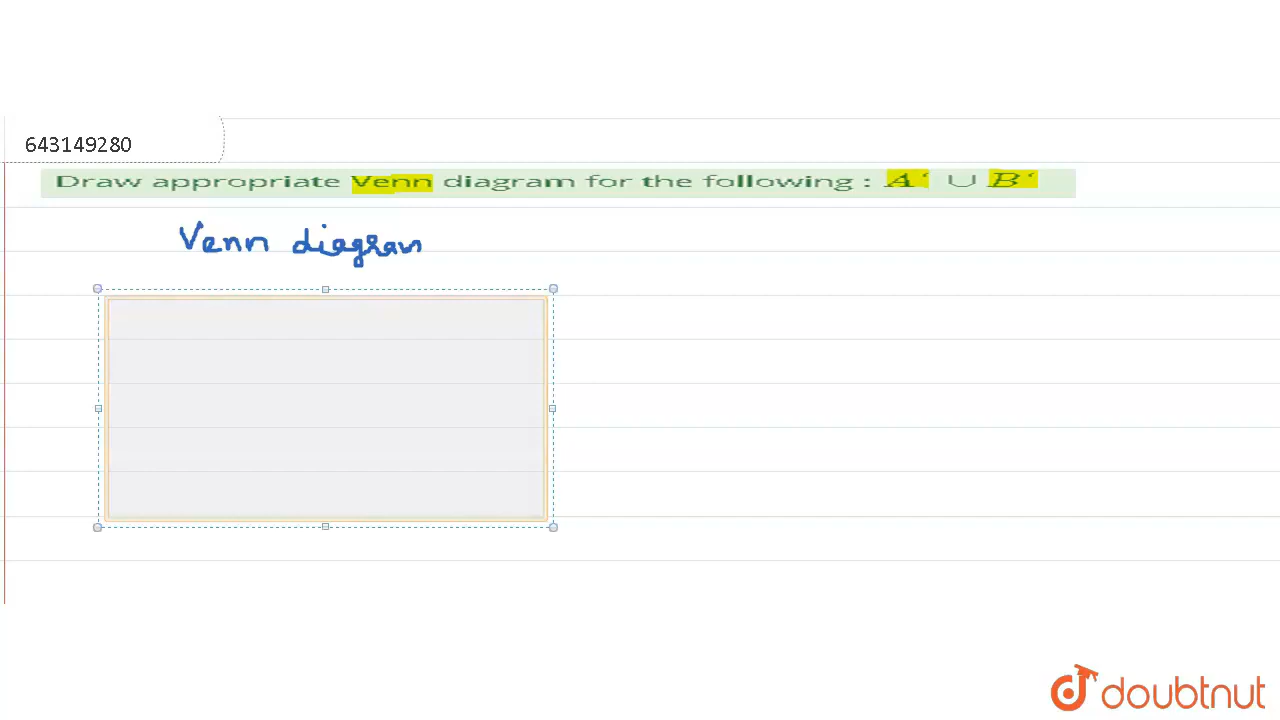 643149280
Draw appropriate Venn diagram for the following : A‘ ∪ B‘
Venn diagram
doubtnut